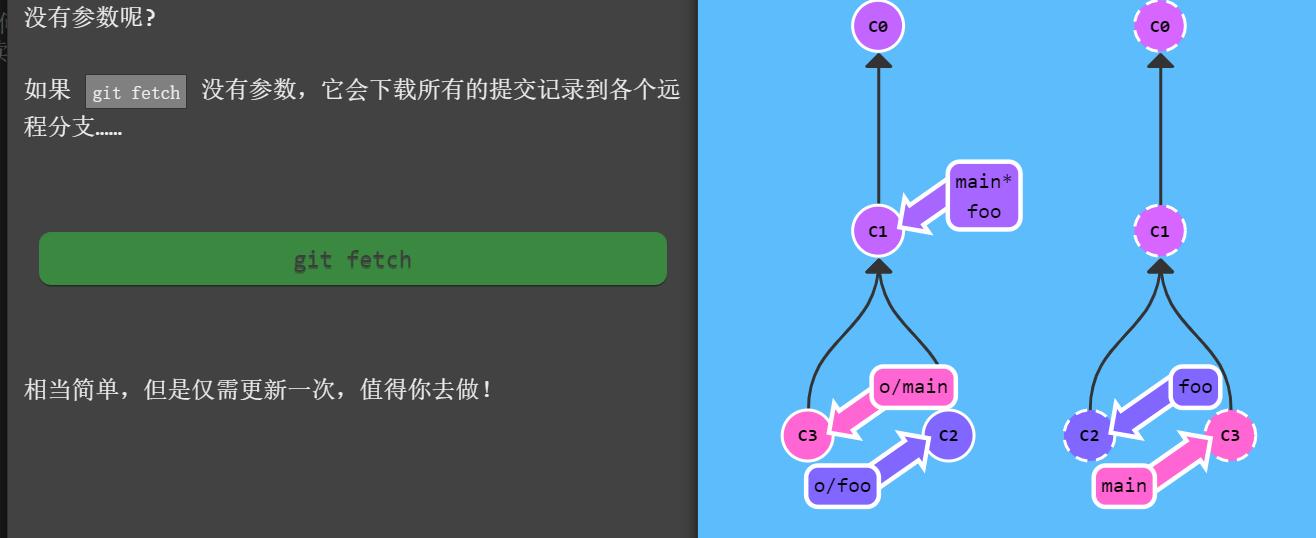 没有参数呢?
如果 git fetch 没有参数，它会下载所有的提交记录到各个远
程分支……
git fetch
相当简单，但是仅需更新一次，值得你去做！
C0
C0
main*
foo
C1
C1
o/main
foo
C3
C2
C2
C3
o/foo
main